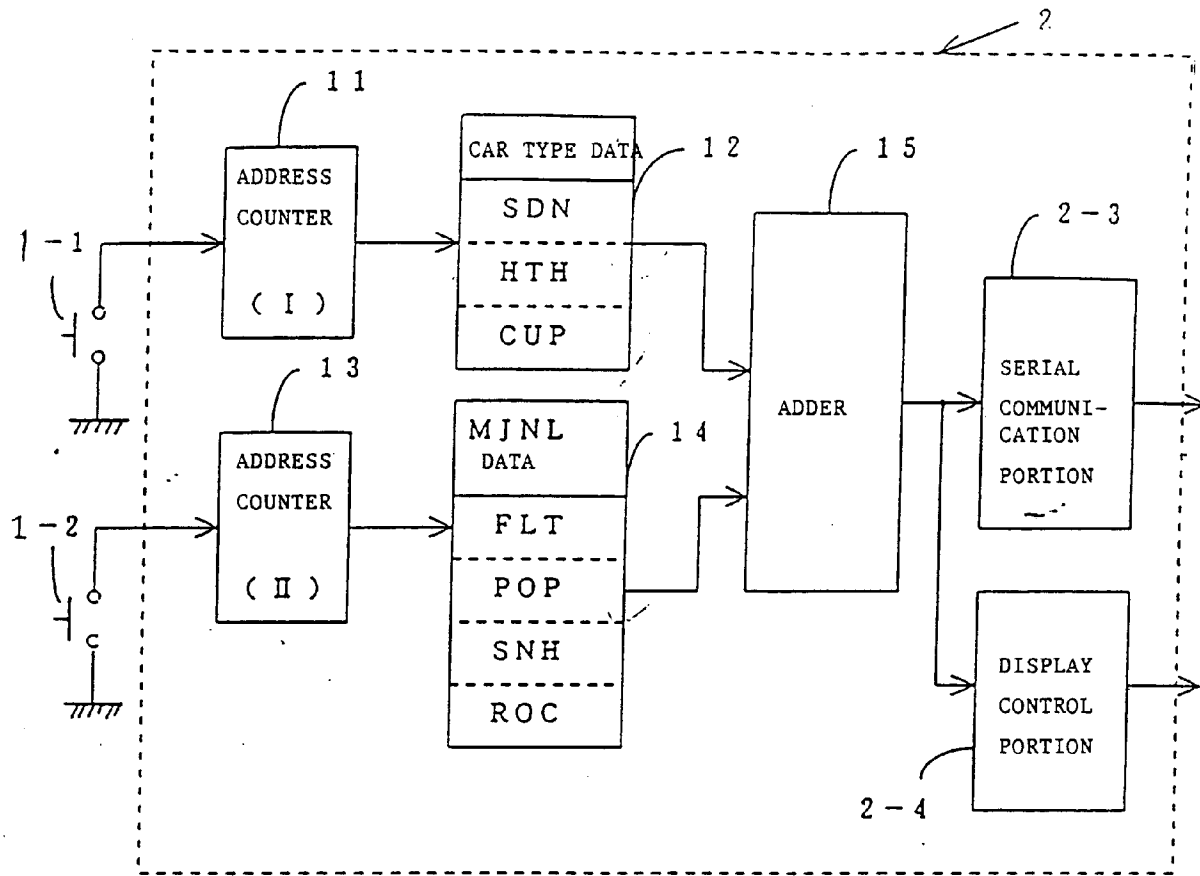 2
11
ADDRESS
COUNTER
( I )
CAR TYPE DATA
SDN
HTH
CUP
12
15
ADDER
2-3
SERIAL
COMMUNI-
CATION
PORTION
1-1
13
ADDRESS
COUNTER
( II )
MJNL
DATA
FLT
POP
SNH
ROC
14
1-2
DISPLAY
CONTROL
PORTION
2-4